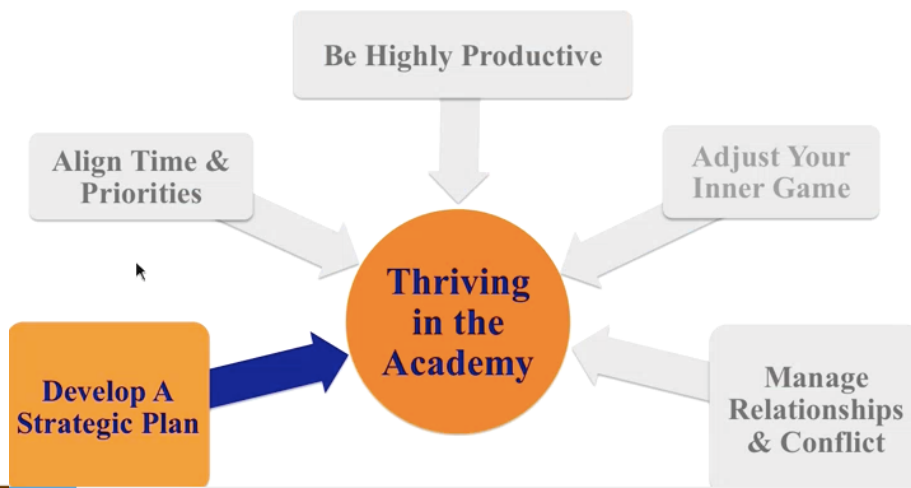 Be Highly Productive
Align Time &
Priorities
Adjust Your
Inner Game
Thriving
in the
Academy
Develop A
Strategic Plan
Manage
Relationships
& Conflict